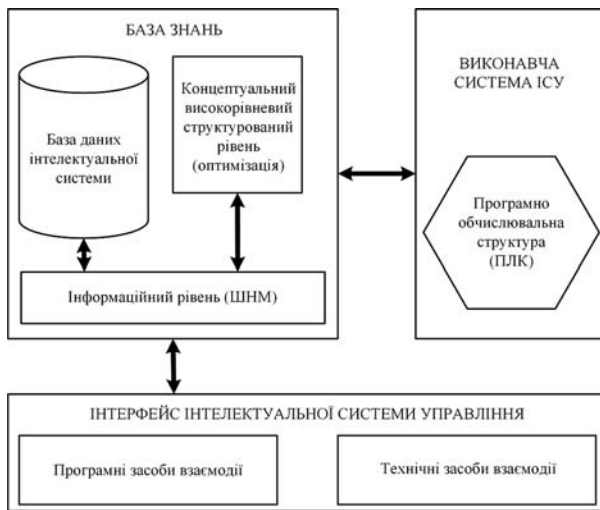 БАЗА ЗНАНЬ
База даних
інтелектуальної
системи
Концептуальний
високорівневий
структурований
рівень
(оптимізація)
Інформаційний рівень (ШНМ)
ВИКОНАВЧА
СИСТЕМА ІСУ
Програмно
обчислювальна
структура
(ПЛК)
ІНТЕРФЕЙС ІНТЕЛЕКТУАЛЬНОЇ СИСТЕМИ УПРАВЛІННЯ
Програмні засоби взаємодії
Технічні засоби взаємодії